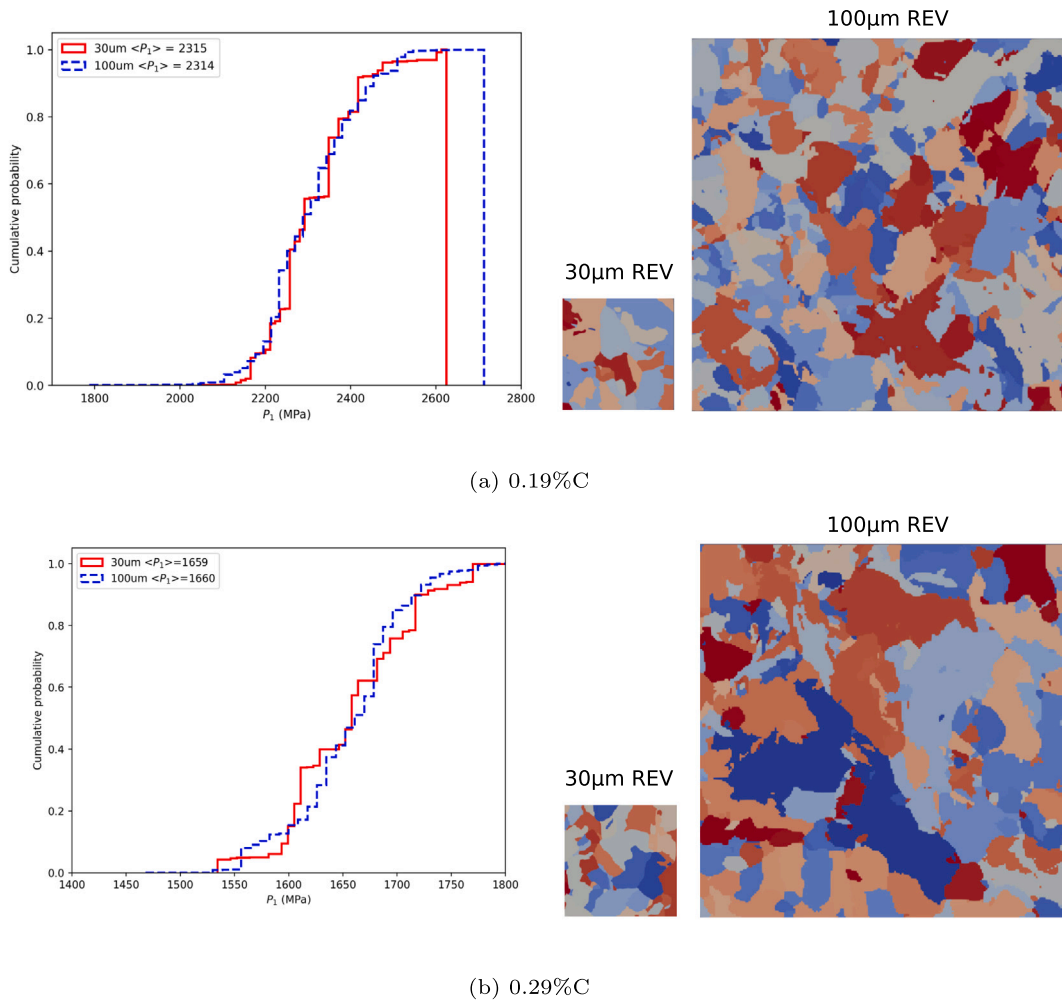 100μm REV
1.0
0.8
0.6
0.4
0.2
0.0
Cumulative probability
30um <P1> = 2315
100um <P1> = 2314
1800 2000 2200 2400 2600 2800
P1 (MPa)
30μm REV
(a) 0.19%C
100μm REV
1.0
0.8
0.6
0.4
0.2
0.0
Cumulative probability
30um <P1>=1659
100um <P1>=1660
1400 1450 1500 1550 1600 1650 1700 1750 1800
P1 (MPa)
30μm REV
(b) 0.29%C